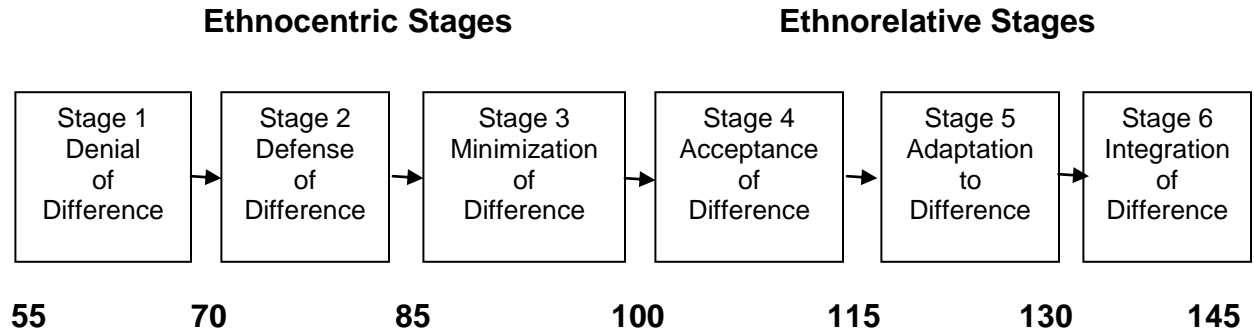 Ethnocentric Stages
Ethnorelative Stages
Stage 1
Denial
of
Difference
Stage 2
Defense
of
Difference
Stage 3
Minimization
of
Difference
Stage 4
Acceptance
of
Difference
Stage 5
Adaptation
to
Difference
Stage 6
Integration
of
Difference
55 70 85 100 115 130 145